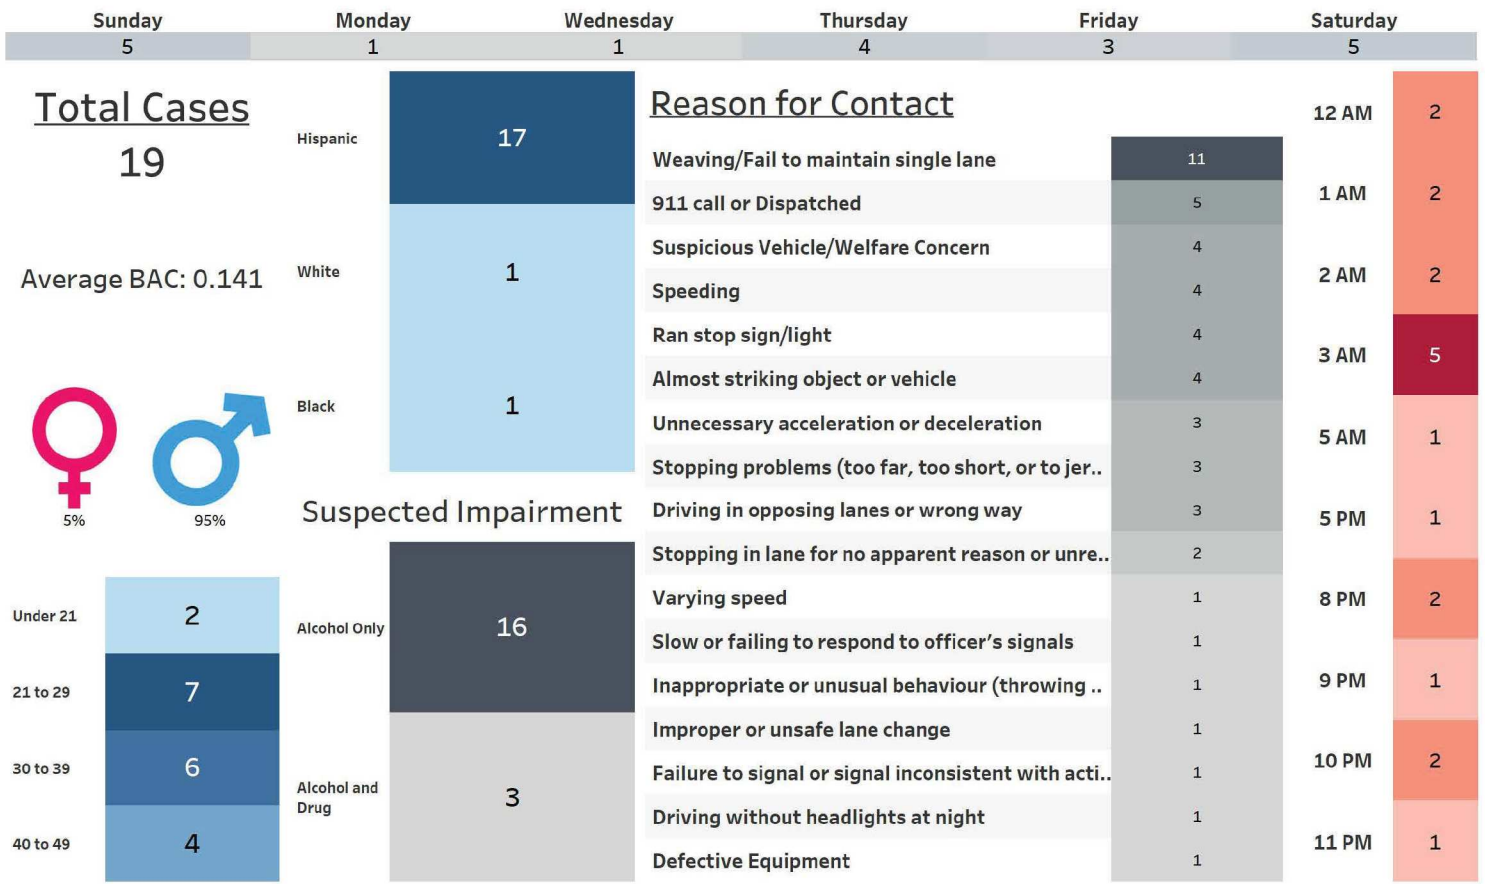 Sunday Monday Wednesday Thursday Friday Saturday
5 1 1 4 3 5
Total Cases
19
Average BAC: 0.141
5% 95%
Under 21 2
21 to 29 7
30 to 39 6
40 to 49 4
Hispanic 17
White 1
Black 1
Suspected Impairment
Alcohol Only 16
Alcohol and
Drug 3
Reason for Contact
Weaving/Fail to maintain single lane 11
911 call or Dispatched 5
Suspicious Vehicle/Welfare Concern 4
Speeding 4
Ran stop sign/light 4
Almost striking object or vehicle 4
Unnecessary acceleration or deceleration 3
Stopping problems (too far, too short, or to jer.. 3
Driving in opposing lanes or wrong way 3
Stopping in lane for no apparent reason or unre.. 2
Varying speed 1
Slow or failing to respond to officer's signals 1
Inappropriate or unusual behaviour (throwing .. 1
Improper or unsafe lane change 1
Failure to signal or signal inconsistent with acti.. 1
Driving without headlights at night 1
Defective Equipment 1
12 AM 2
1 AM 2
2 AM 2
3 AM 5
5 AM 1
5 PM 1
8 PM 2
9 PM 1
10 PM 2
11 PM 1